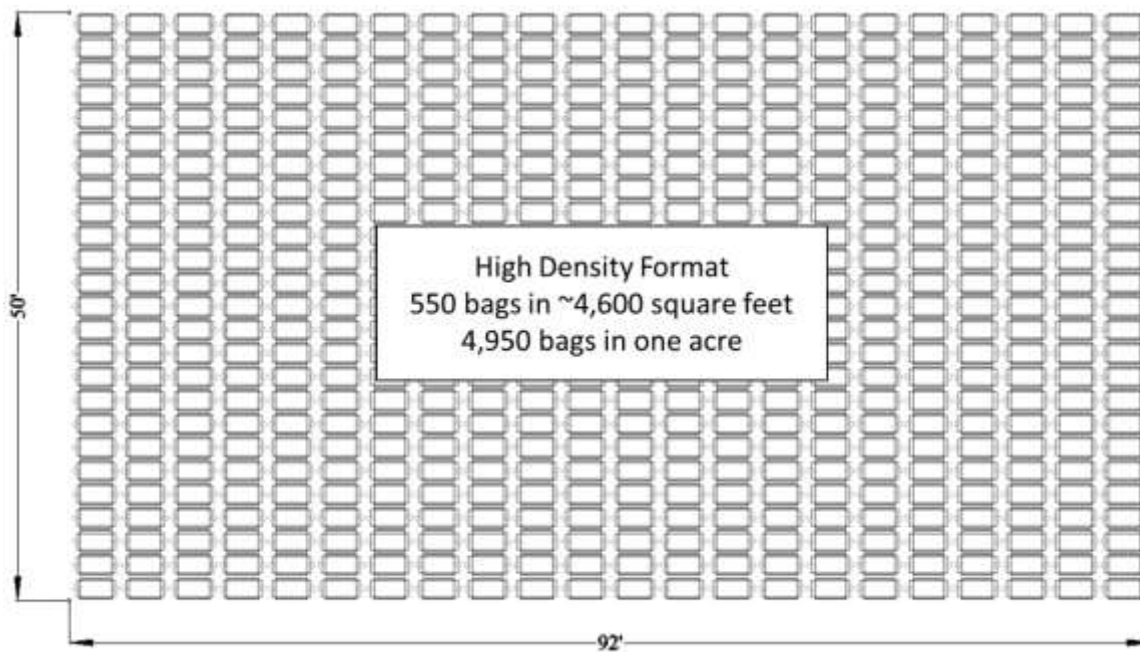 High Density Format
550 bags in ~4,600 square feet
4,950 bags in one acre
50'
92'